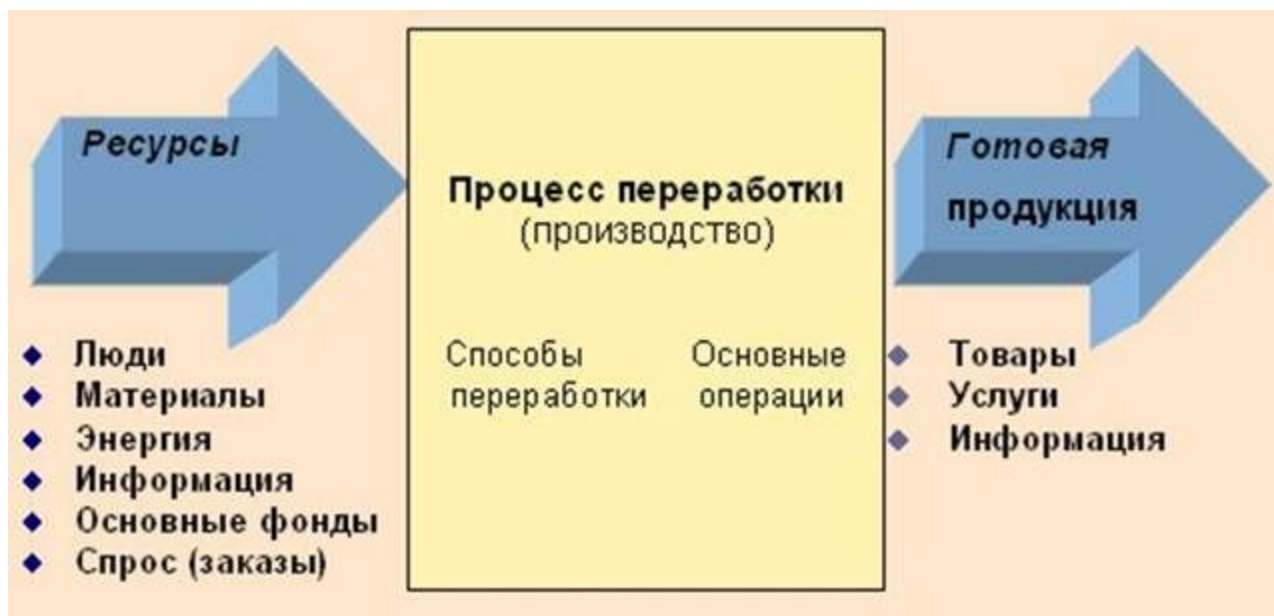 Ресурсы
Люди
Материалы
Энергия
Информация
Основные фонды
Спрос (заказы)
Процесс переработки
(производство)
Способы
переработки
Основные
операции
Готовая
продукция
Товары
Услуги
Информация